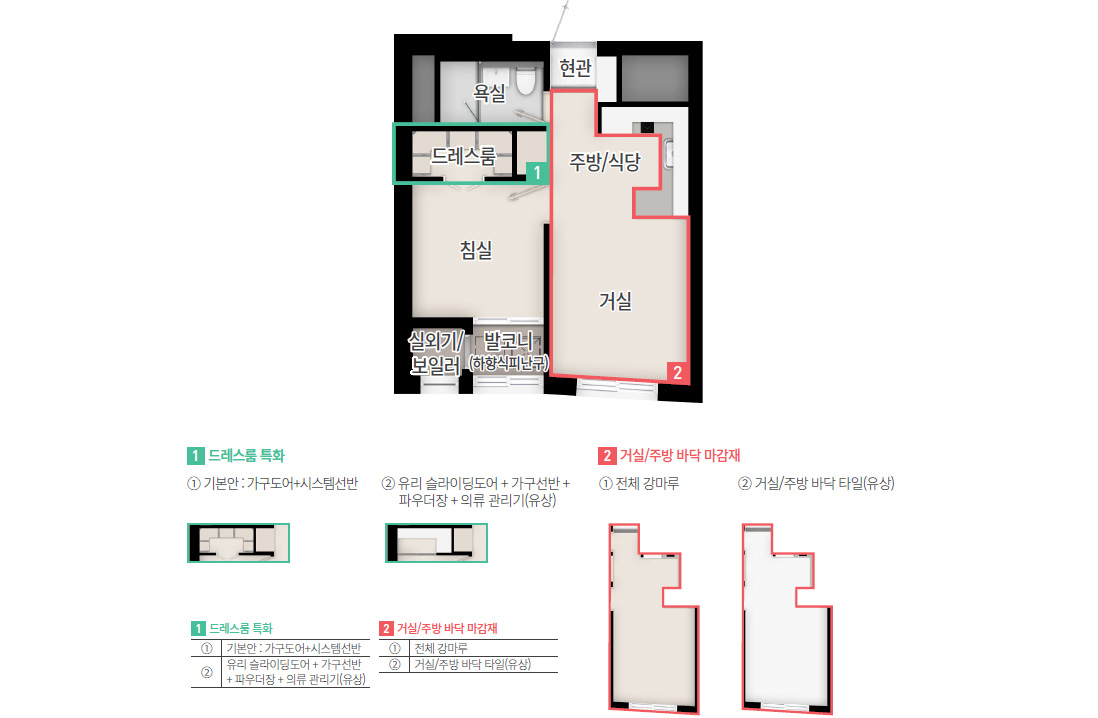 현관
욕실
드레스룸
1
주방/식당
침실
거실
실외기/
보일러
발코니
(하향식피난구)
2
1 드레스룸 특화
① 기본안 : 가구도어+시스템선반
② 유리 슬라이딩도어 + 가구선반 +
파우더장 + 의류 관리기(유상)
2 거실/주방 바닥 마감재
① 전체 강마루
② 거실/주방 바닥 타일(유상)
1 드레스룸 특화
① 기본안 : 가구도어+시스템선반
② 유리 슬라이딩도어 + 가구선반
+ 파우더장 + 의류 관리기(유상)
2 거실/주방 바닥 마감재
① 전체 강마루
② 거실/주방 바닥 타일(유상)